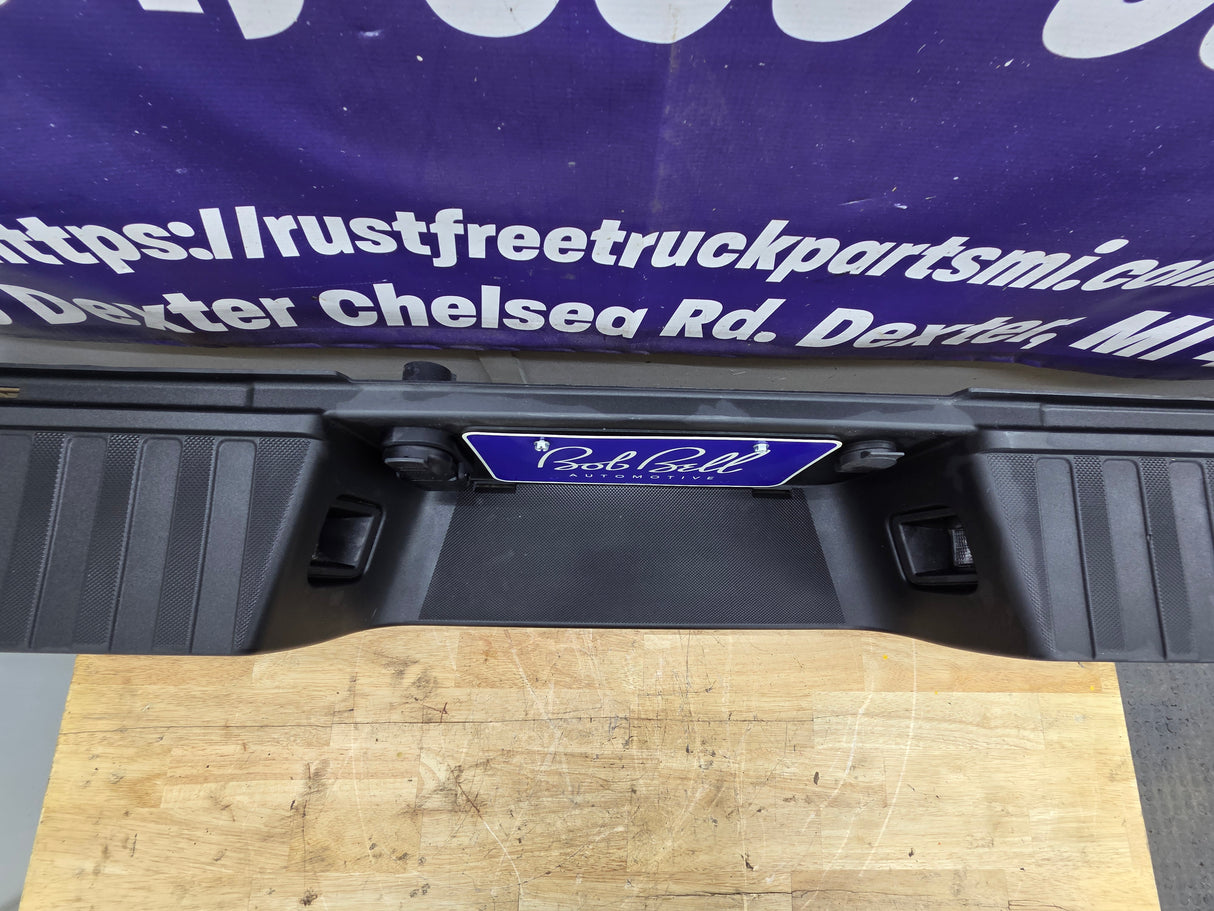 https://rustfreetruckpartsmi.com
Dexter Chelsea Rd. Dexter, MI
Bob Bell
AUTOMOTIVE